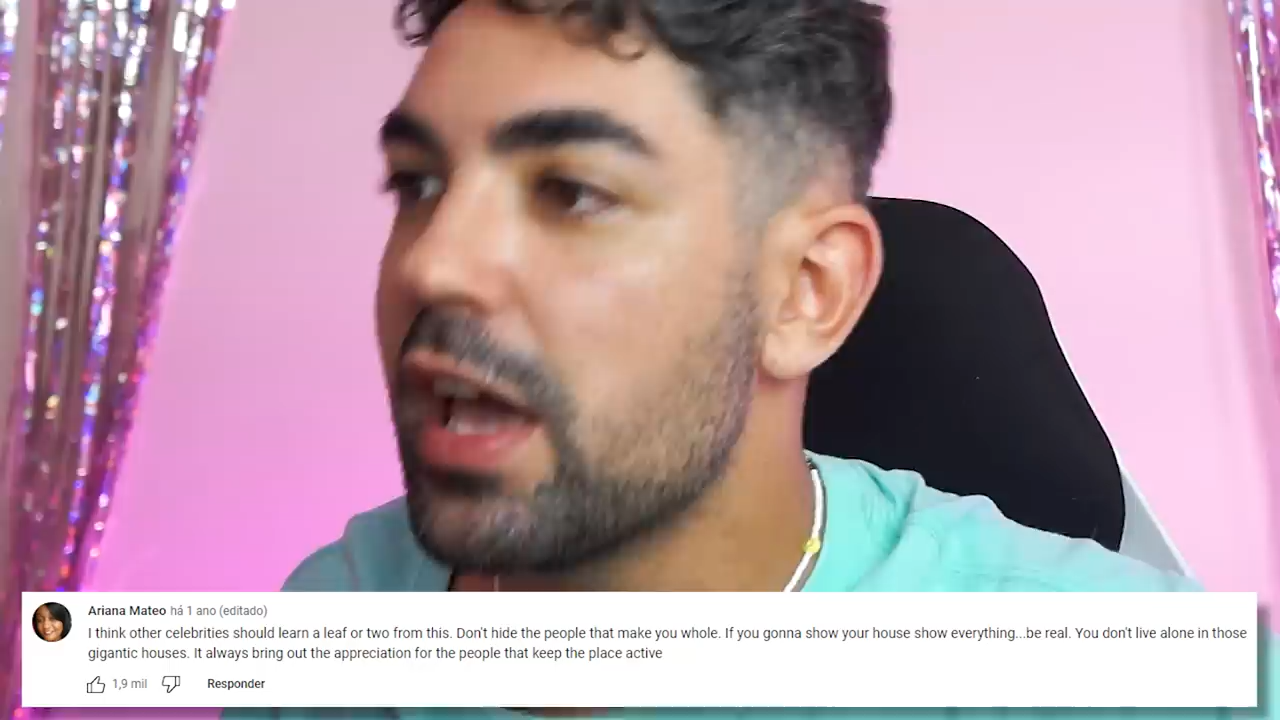 Ariana Mateo há 1 ano (editado)
I think other celebrities should learn a leaf or two from this. Don't hide the people that make you whole. If you gonna show your house show everything...be real. You don't live alone in those
gigantic houses. It always bring out the appreciation for the people that keep the place active
1,9 mil Responder